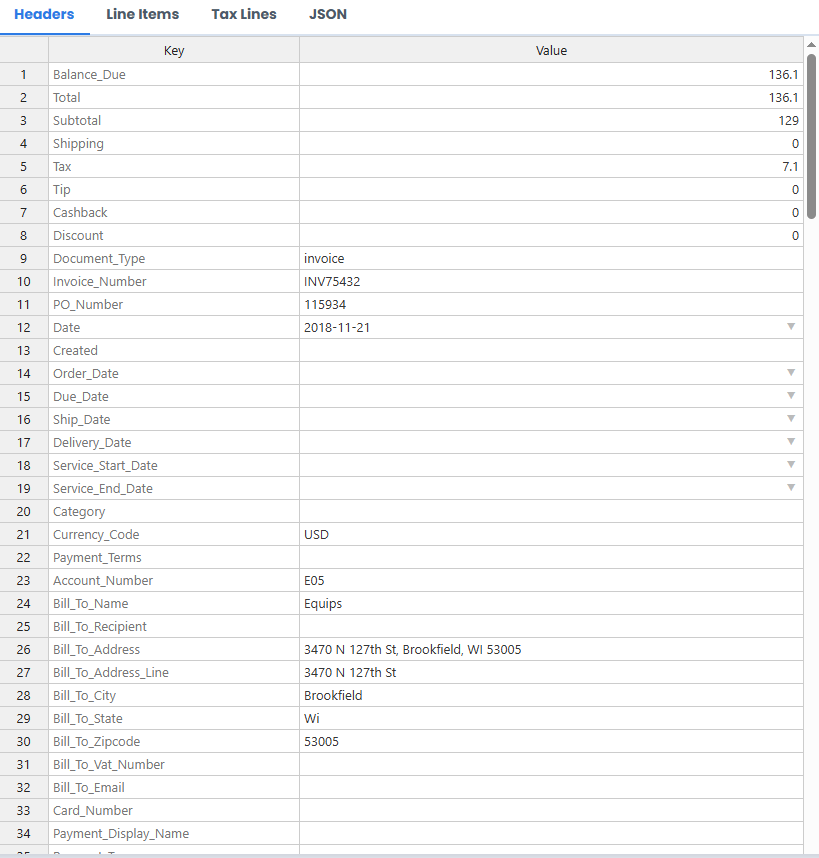 Headers Line Items Tax Lines JSON
Key Value
1 Balance_Due 136.1
2 Total 136.1
3 Subtotal 129
4 Shipping 0
5 Tax 7.1
6 Tip 0
7 Cashback 0
8 Discount 0
9 Document_Type invoice
10 Invoice_Number INV75432
11 PO_Number 115934
12 Date 2018-11-21
13 Created
14 Order_Date
15 Due_Date
16 Ship_Date
17 Delivery_Date
18 Service_Start_Date
19 Service_End_Date
20 Category
21 Currency_Code USD
22 Payment_Terms
23 Account_Number E05
24 Bill_To_Name Equips
25 Bill_To_Recipient
26 Bill_To_Address 3470 N 127th St, Brookfield, WI 53005
27 Bill_To_Address_Line 3470 N 127th St
28 Bill_To_City Brookfield
29 Bill_To_State Wi
30 Bill_To_Zipcode 53005
31 Bill_To_Vat_Number
32 Bill_To_Email
33 Card_Number
34 Payment_Display_Name